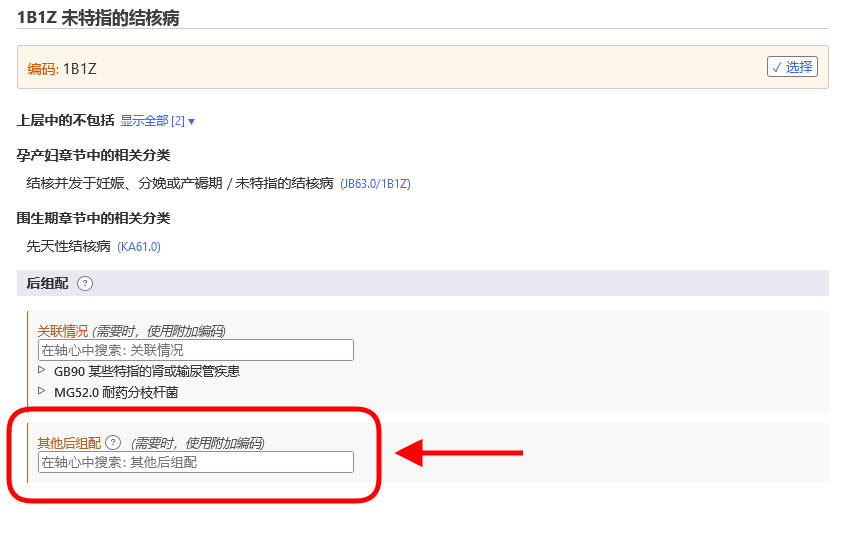 1B1Z 未特指的结核病
编码: 1B1Z
✓ 选择
上层中的不包括 显示全部 [2] ▾
孕产妇章节中的相关分类
结核并发于妊娠、分娩或产褥期 / 未特指的结核病 (JB63.0/1B1Z)
围生期章节中的相关分类
先天性结核病 (KA61.0)
后组配 ?
关联情况 (需要时，使用附加编码)
在轴心中搜索: 关联情况
GB90 某些特指的肾或输尿管疾患
MG52.0 耐药分枝杆菌
其他后组配 ? (需要时，使用附加编码)
在轴心中搜索: 其他后组配